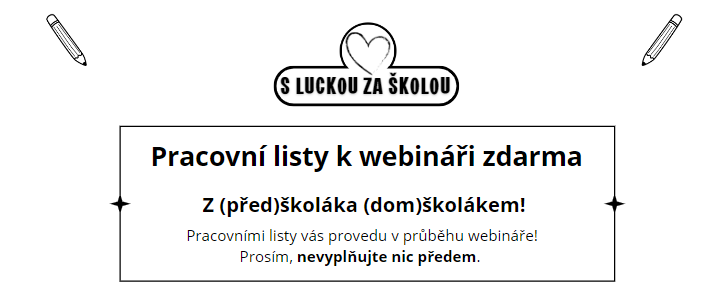 S LUCKOU ZA ŠKOLOU
Pracovní listy k webináři zdarma
Z (před)školáka (dom)školákem!
Pracovními listy vás provedu v průběhu webináře!
Prosím, nevyplňujte nic předem.